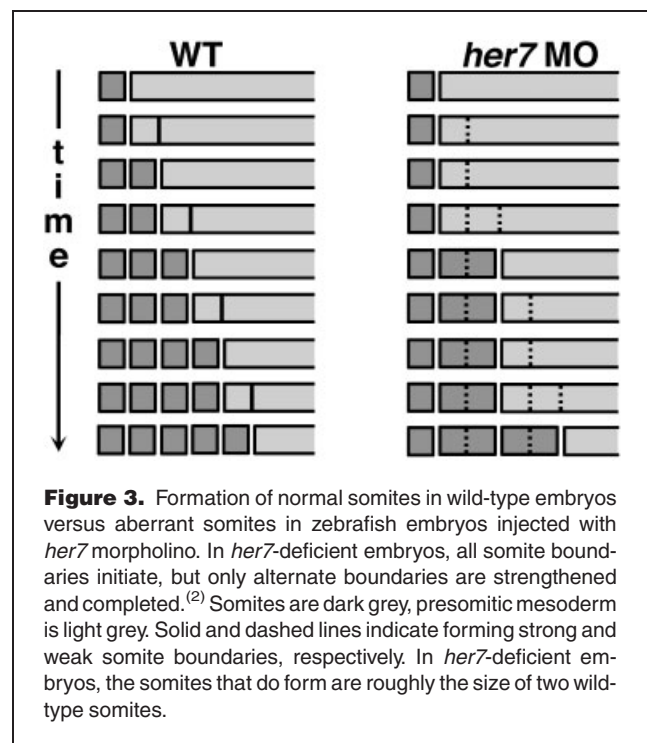 WT
her7 MO
time
Figure 3. Formation of normal somites in wild-type embryos
versus aberrant somites in zebrafish embryos injected with
her7 morpholino. In her7-deficient embryos, all somite bound-
aries initiate, but only alternate boundaries are strengthened
and completed.(2) Somites are dark grey, presomitic mesoderm
is light grey. Solid and dashed lines indicate forming strong and
weak somite boundaries, respectively. In her7-deficient em-
bryos, the somites that do form are roughly the size of two wild-
type somites.